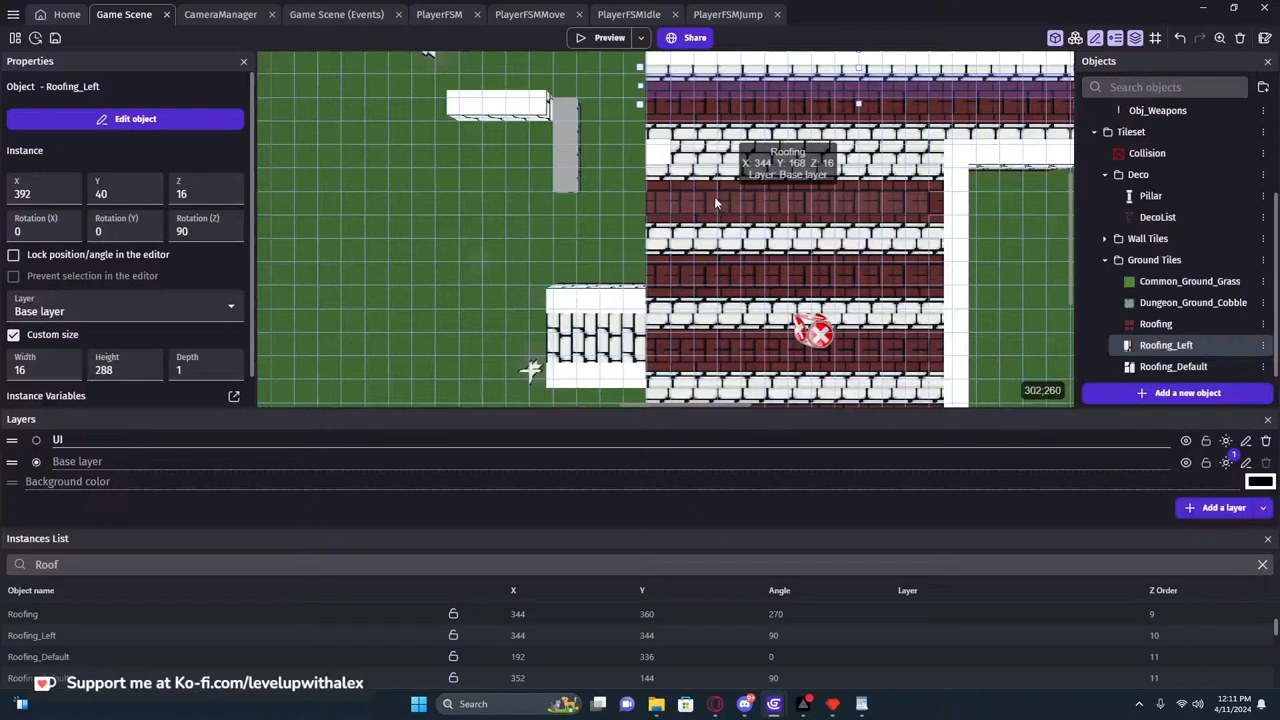 Home
Game Scene
CameraManager
Game Scene (Events)
PlayerFSM
PlayerFSMMove
PlayerFSMIdle
PlayerFSMJump
Preview
Share
Properties
Objects
Object - Roofing_Left
Edit object
Search objects
Obj_Weapons
Tileset
Instance
Collision
X Y Z
392 40 16
Deco
Pillar
Rotation (X) Rotation (Y) Rotation (Z)
0 0 90
DecoList
Lock position/angle in the editor
Wall Tiles
Prevent selection in the editor
Ground Tiles
Layer
Base layer
Common_Ground_Grass
Dungeon_Ground_Cobble
Custom size
Roofing
Width Height Depth
16 288 1
Roofing_Left
Roofing_Default
Instance Variables
Add a new object
Roofing
X: 344 Y: 168 Z: 16
Layer: Base layer
302;260
Layers
UI
Base layer
1
Background color
Add a layer
Instances List
Roof
Object name X Y Angle Layer Z Order
Roofing 344 360 270 9
Roofing_Left 344 344 90 10
Roofing_Default 192 336 0 11
352 144 90 11
Support me at Ko-fi.com/levelupwithalex
Search
12:11 PM
4/11/2024